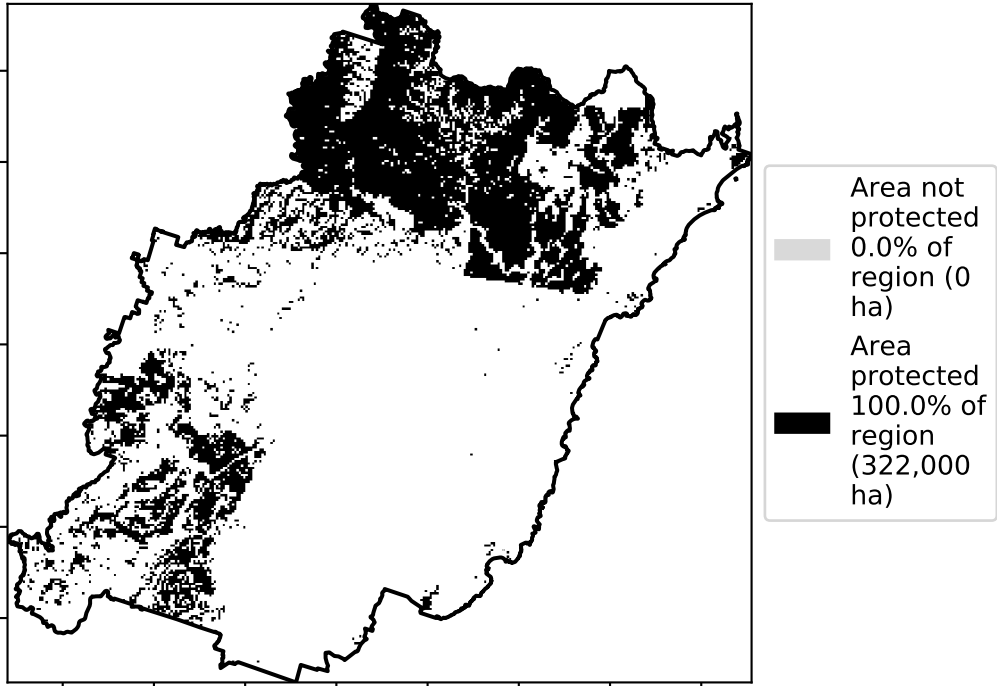 Area not
protected
0.0% of
region (0
ha)
Area
protected
100.0% of
region
(322,000
ha)